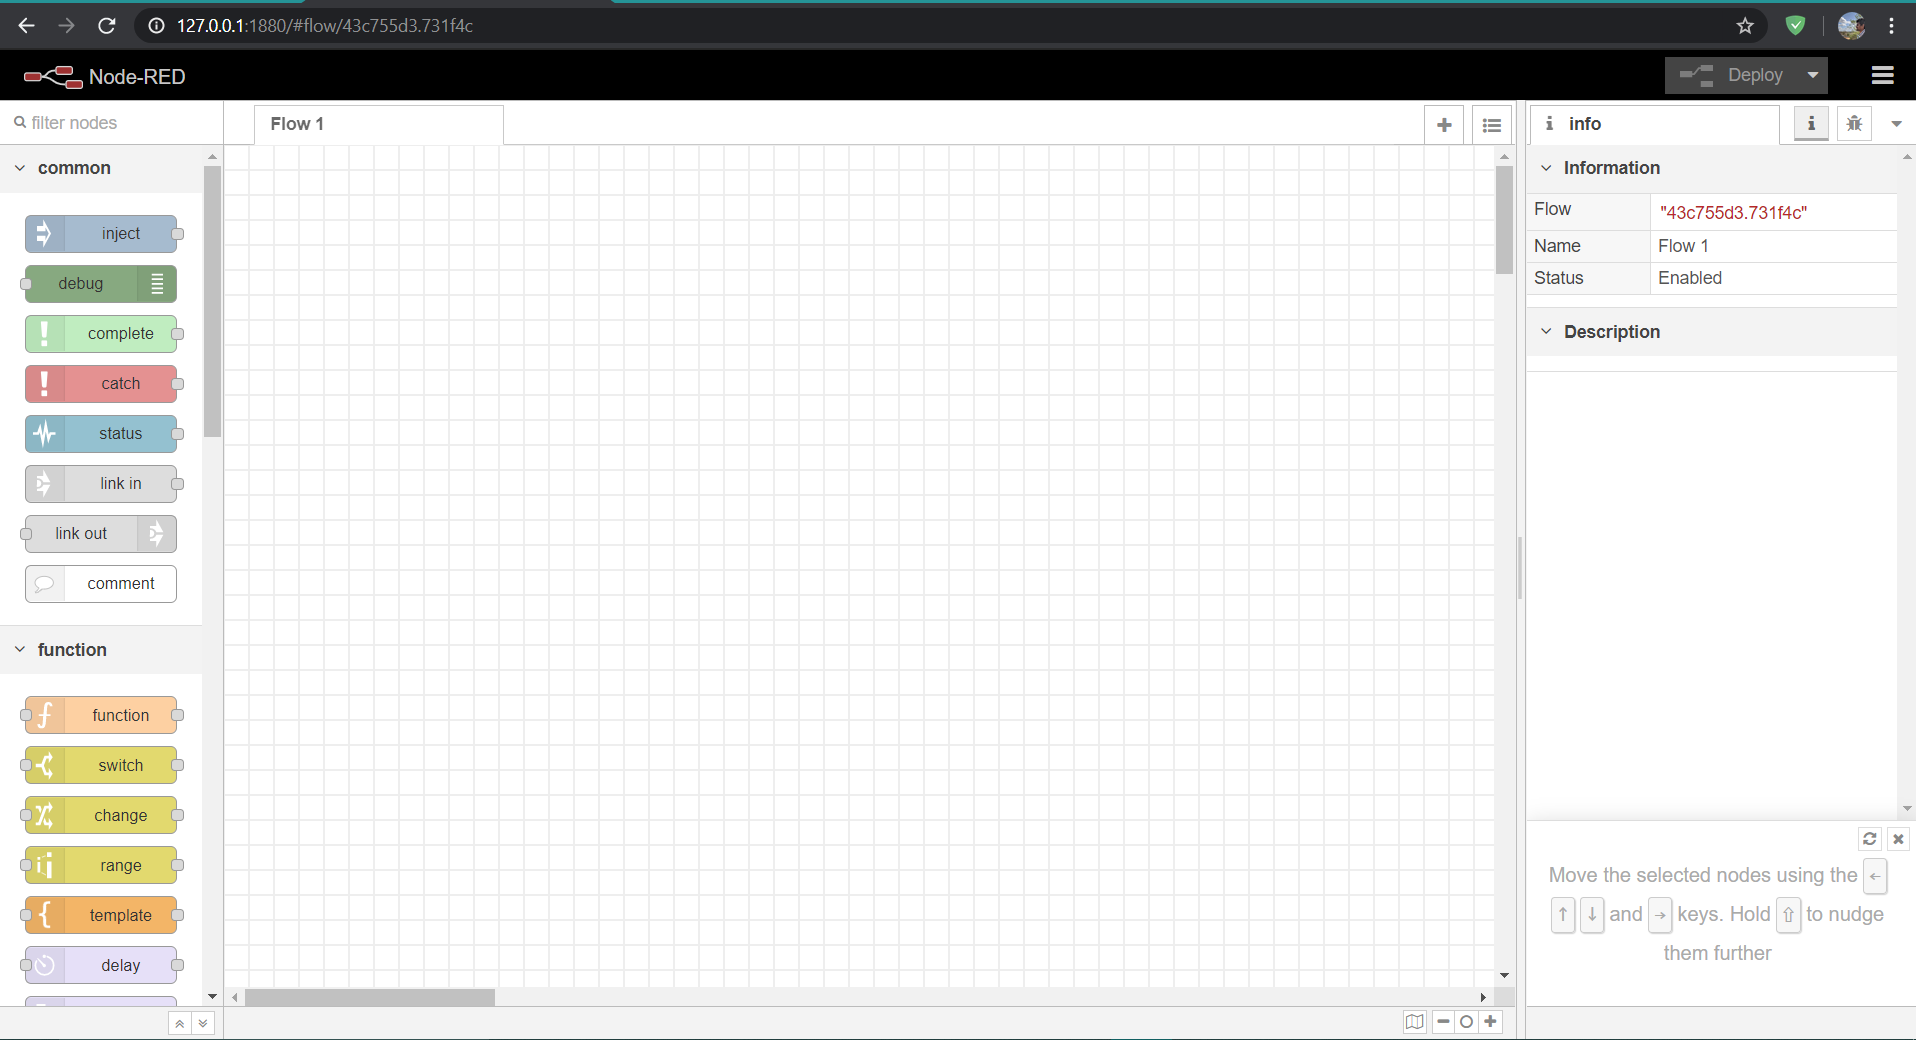 127.0.0.1:1880/#flow/43c755d3.731f4c
Node-RED
Deploy
filter nodes
Flow 1
info
common
inject
debug
complete
catch
status
link in
link out
comment
function
function
switch
change
range
template
delay
Information
Flow "43c755d3.731f4c"
Name Flow 1
Status Enabled
Description
Move the selected nodes using the ←
↑ ↓ and → keys. Hold ⇧ to nudge
them further